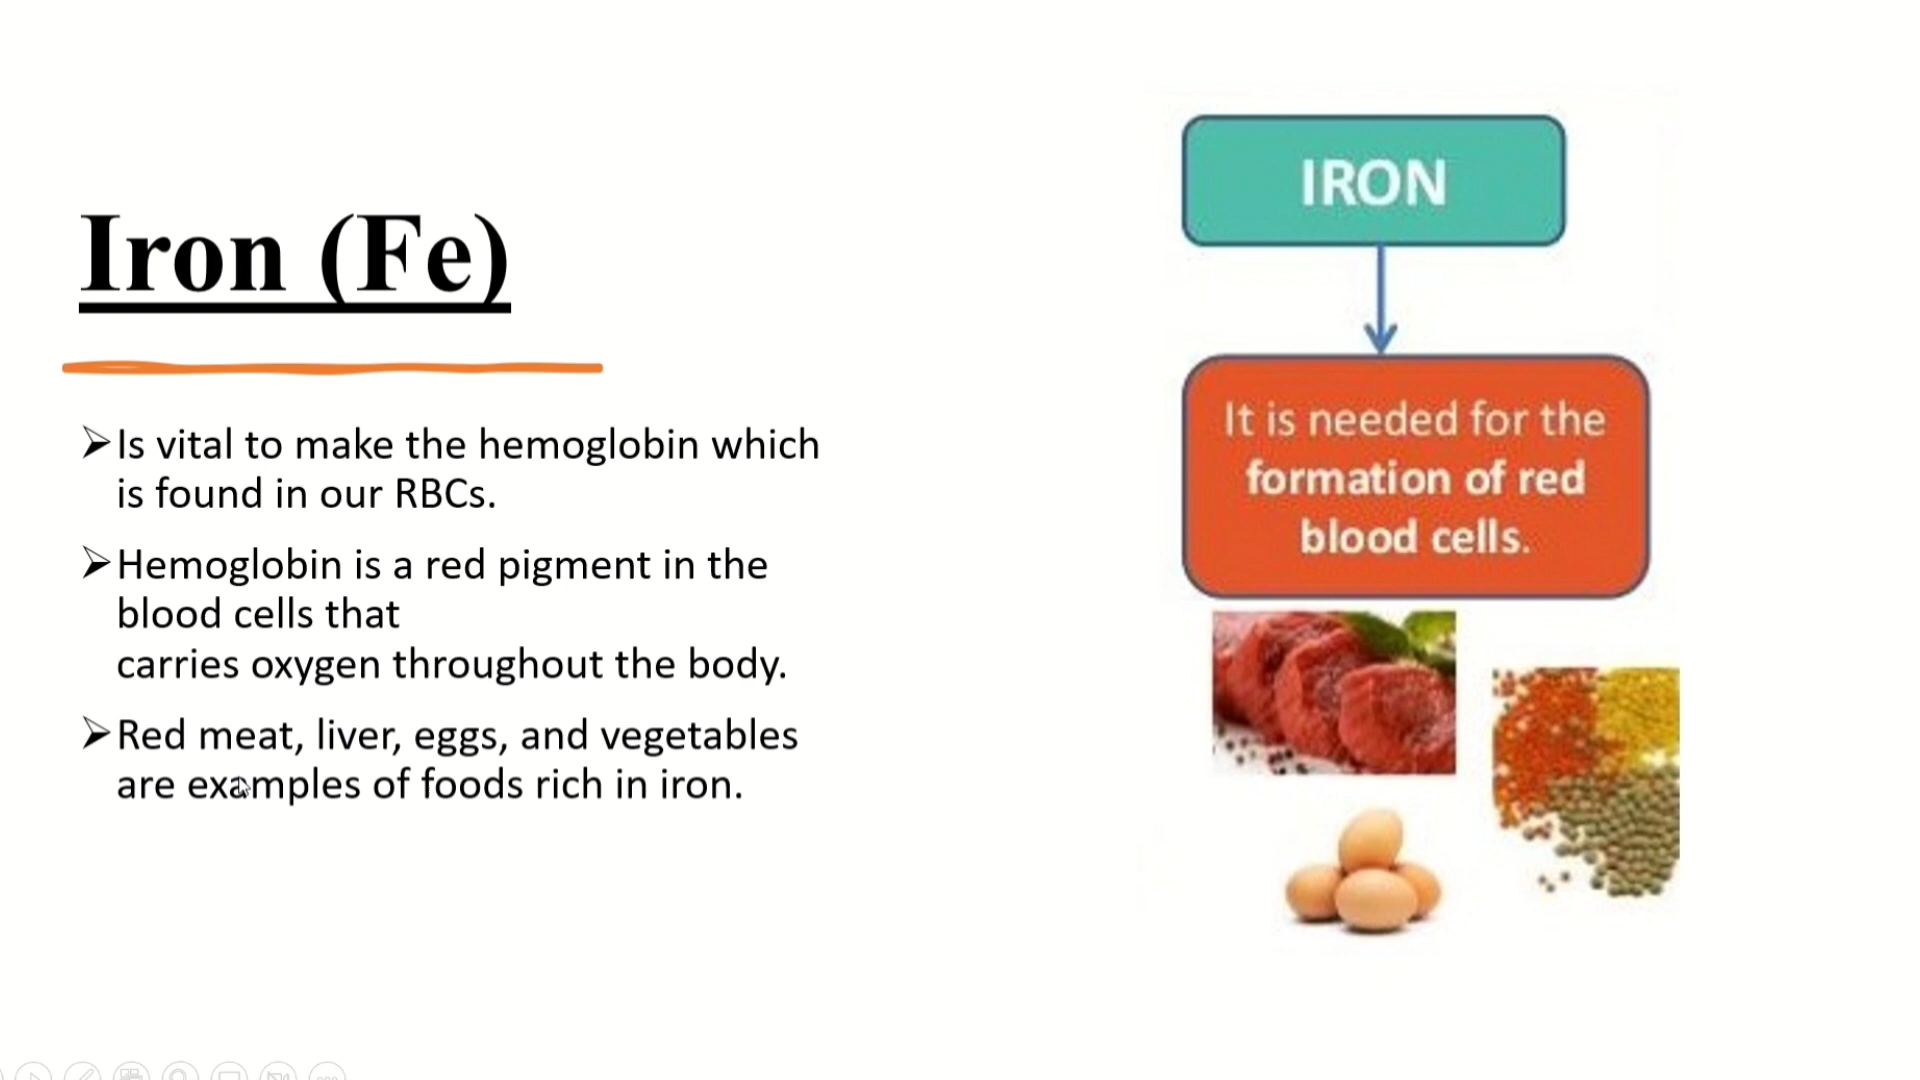 Iron (Fe)
➢Is vital to make the hemoglobin which
is found in our RBCs.
➢Hemoglobin is a red pigment in the
blood cells that
carries oxygen throughout the body.
➢Red meat, liver, eggs, and vegetables
are examples of foods rich in iron.
IRON
It is needed for the
formation of red
blood cells.